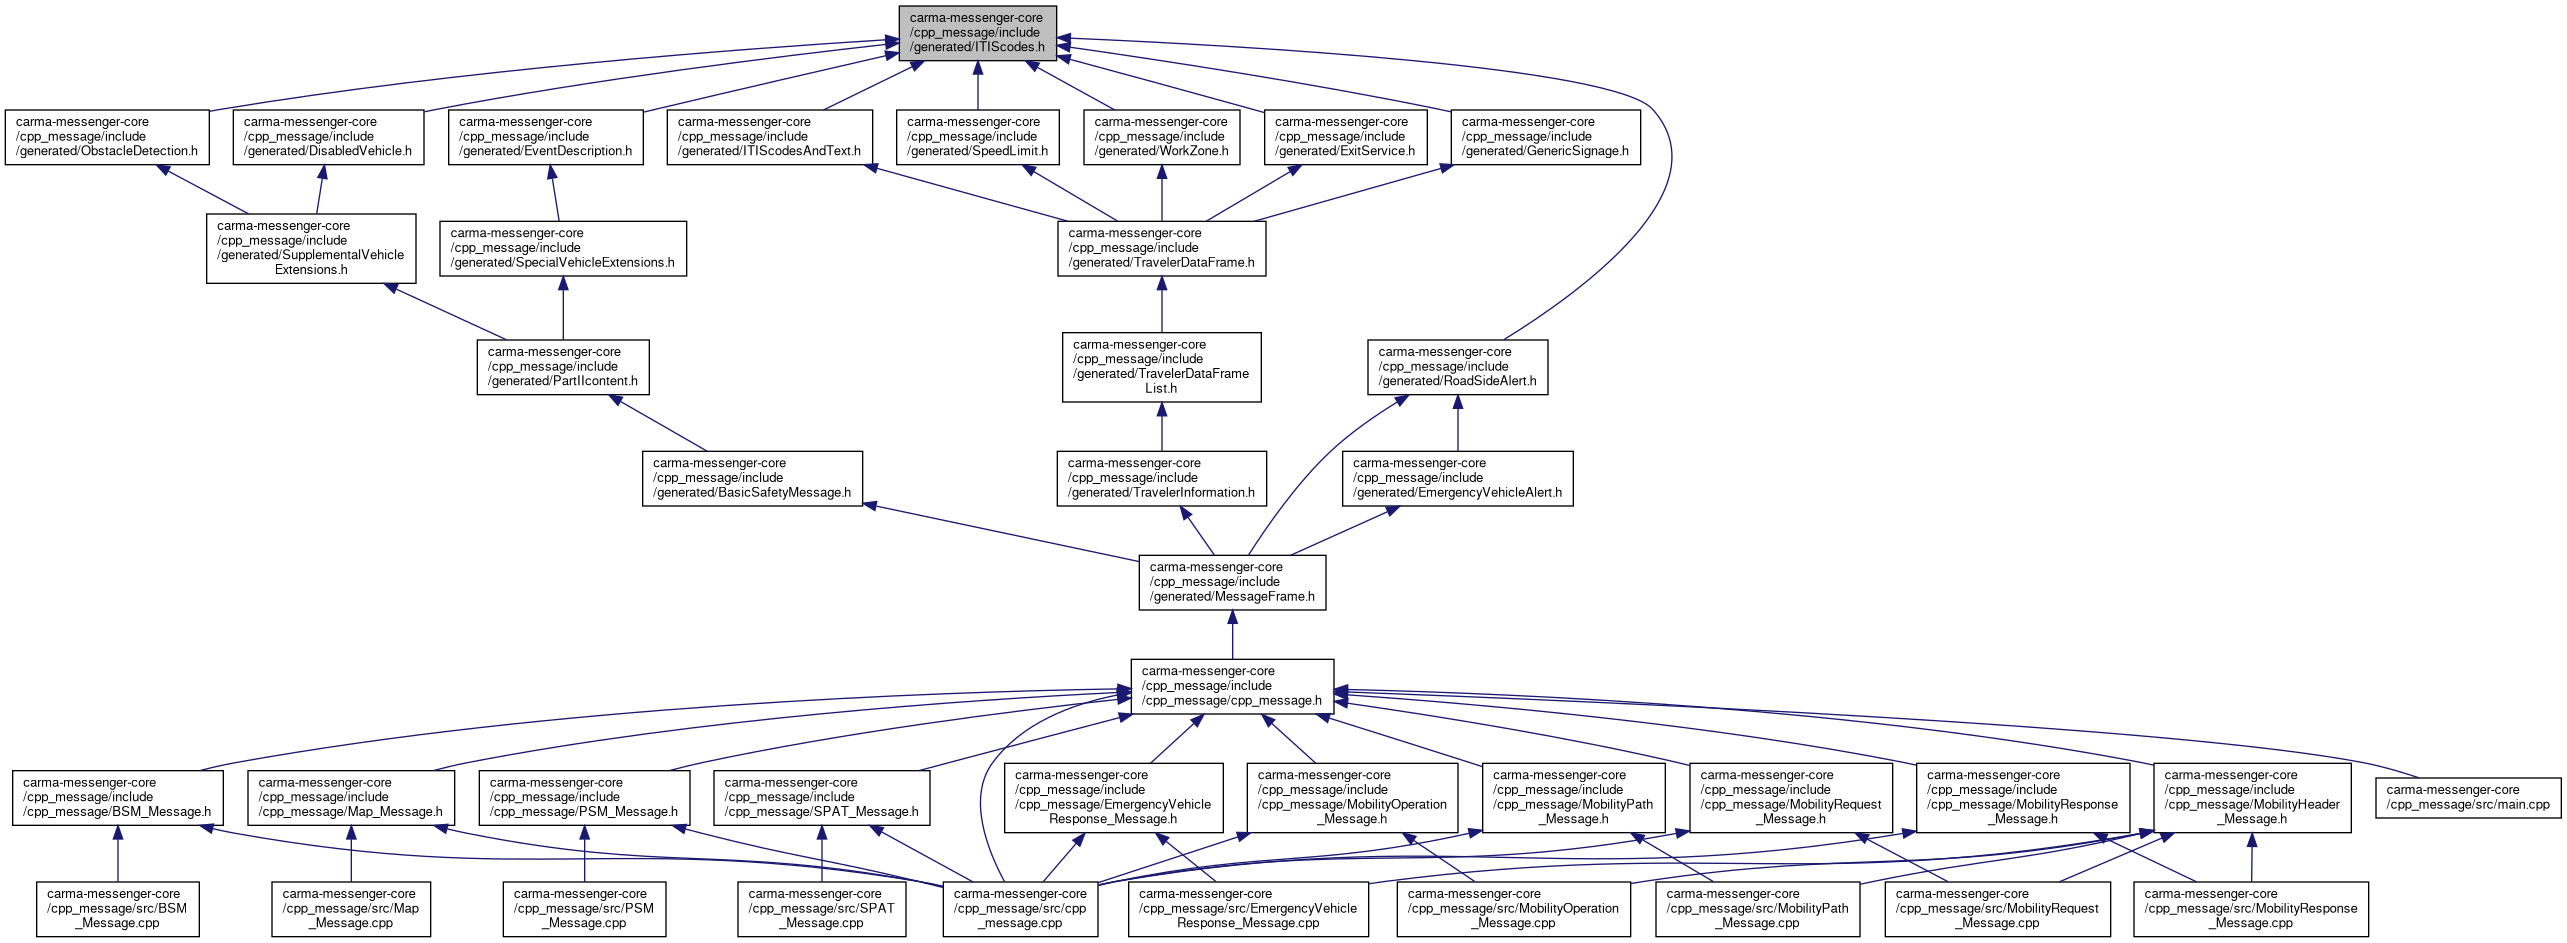 carma-messenger-core
/cpp_message/include
/generated/ITIScodes.h
carma-messenger-core
/cpp_message/include
/generated/ObstacleDetection.h
carma-messenger-core
/cpp_message/include
/generated/DisabledVehicle.h
carma-messenger-core
/cpp_message/include
/generated/EventDescription.h
carma-messenger-core
/cpp_message/include
/generated/ITIScodesAndText.h
carma-messenger-core
/cpp_message/include
/generated/SpeedLimit.h
carma-messenger-core
/cpp_message/include
/generated/WorkZone.h
carma-messenger-core
/cpp_message/include
/generated/ExitService.h
carma-messenger-core
/cpp_message/include
/generated/GenericSignage.h
carma-messenger-core
/cpp_message/include
/generated/SupplementalVehicle
Extensions.h
carma-messenger-core
/cpp_message/include
/generated/SpecialVehicleExtensions.h
carma-messenger-core
/cpp_message/include
/generated/TravelerDataFrame.h
carma-messenger-core
/cpp_message/include
/generated/PartIIcontent.h
carma-messenger-core
/cpp_message/include
/generated/TravelerDataFrame
List.h
carma-messenger-core
/cpp_message/include
/generated/RoadSideAlert.h
carma-messenger-core
/cpp_message/include
/generated/BasicSafetyMessage.h
carma-messenger-core
/cpp_message/include
/generated/TravelerInformation.h
carma-messenger-core
/cpp_message/include
/generated/EmergencyVehicleAlert.h
carma-messenger-core
/cpp_message/include
/generated/MessageFrame.h
carma-messenger-core
/cpp_message/include
/cpp_message/cpp_message.h
carma-messenger-core
/cpp_message/include
/cpp_message/BSM_Message.h
carma-messenger-core
/cpp_message/include
/cpp_message/Map_Message.h
carma-messenger-core
/cpp_message/include
/cpp_message/PSM_Message.h
carma-messenger-core
/cpp_message/include
/cpp_message/SPAT_Message.h
carma-messenger-core
/cpp_message/include
/cpp_message/EmergencyVehicle
Response_Message.h
carma-messenger-core
/cpp_message/include
/cpp_message/MobilityOperation
_Message.h
carma-messenger-core
/cpp_message/include
/cpp_message/MobilityPath
_Message.h
carma-messenger-core
/cpp_message/include
/cpp_message/MobilityRequest
_Message.h
carma-messenger-core
/cpp_message/include
/cpp_message/MobilityResponse
_Message.h
carma-messenger-core
/cpp_message/include
/cpp_message/MobilityHeader
_Message.h
carma-messenger-core
/cpp_message/src/main.cpp
carma-messenger-core
/cpp_message/src/BSM
_Message.cpp
carma-messenger-core
/cpp_message/src/Map
_Message.cpp
carma-messenger-core
/cpp_message/src/PSM
_Message.cpp
carma-messenger-core
/cpp_message/src/SPAT
_Message.cpp
carma-messenger-core
/cpp_message/src/cpp
_message.cpp
carma-messenger-core
/cpp_message/src/EmergencyVehicle
Response_Message.cpp
carma-messenger-core
/cpp_message/src/MobilityOperation
_Message.cpp
carma-messenger-core
/cpp_message/src/MobilityPath
_Message.cpp
carma-messenger-core
/cpp_message/src/MobilityRequest
_Message.cpp
carma-messenger-core
/cpp_message/src/MobilityResponse
_Message.cpp